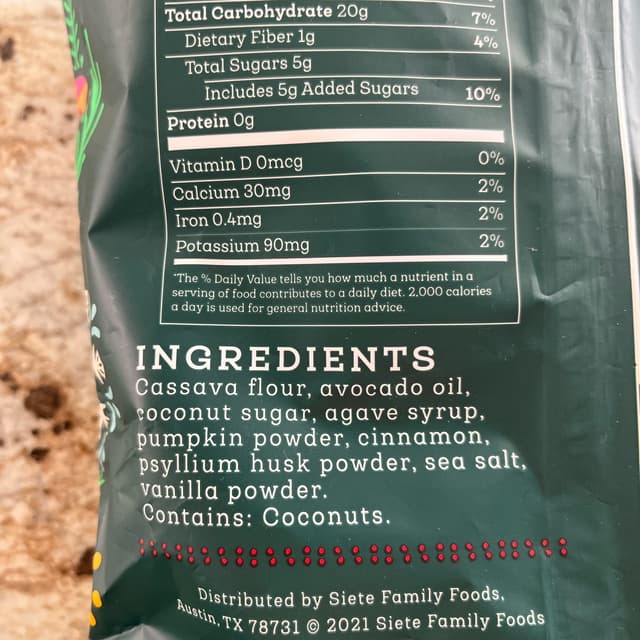 Total Carbohydrate 20g 7%
Dietary Fiber 1g 4%
Total Sugars 5g
Includes 5g Added Sugars 10%
Protein 0g
Vitamin D 0mcg 0%
Calcium 30mg 2%
Iron 0.4mg 2%
Potassium 90mg 2%
*The % Daily Value tells you how much a nutrient in a
serving of food contributes to a daily diet. 2,000 calories
a day is used for general nutrition advice.
INGREDIENTS
Cassava flour, avocado oil,
coconut sugar, agave syrup,
pumpkin powder, cinnamon,
psyllium husk powder, sea salt,
vanilla powder.
Contains: Coconuts.
Distributed by Siete Family Foods,
Austin, TX 78731 © 2021 Siete Family Foods